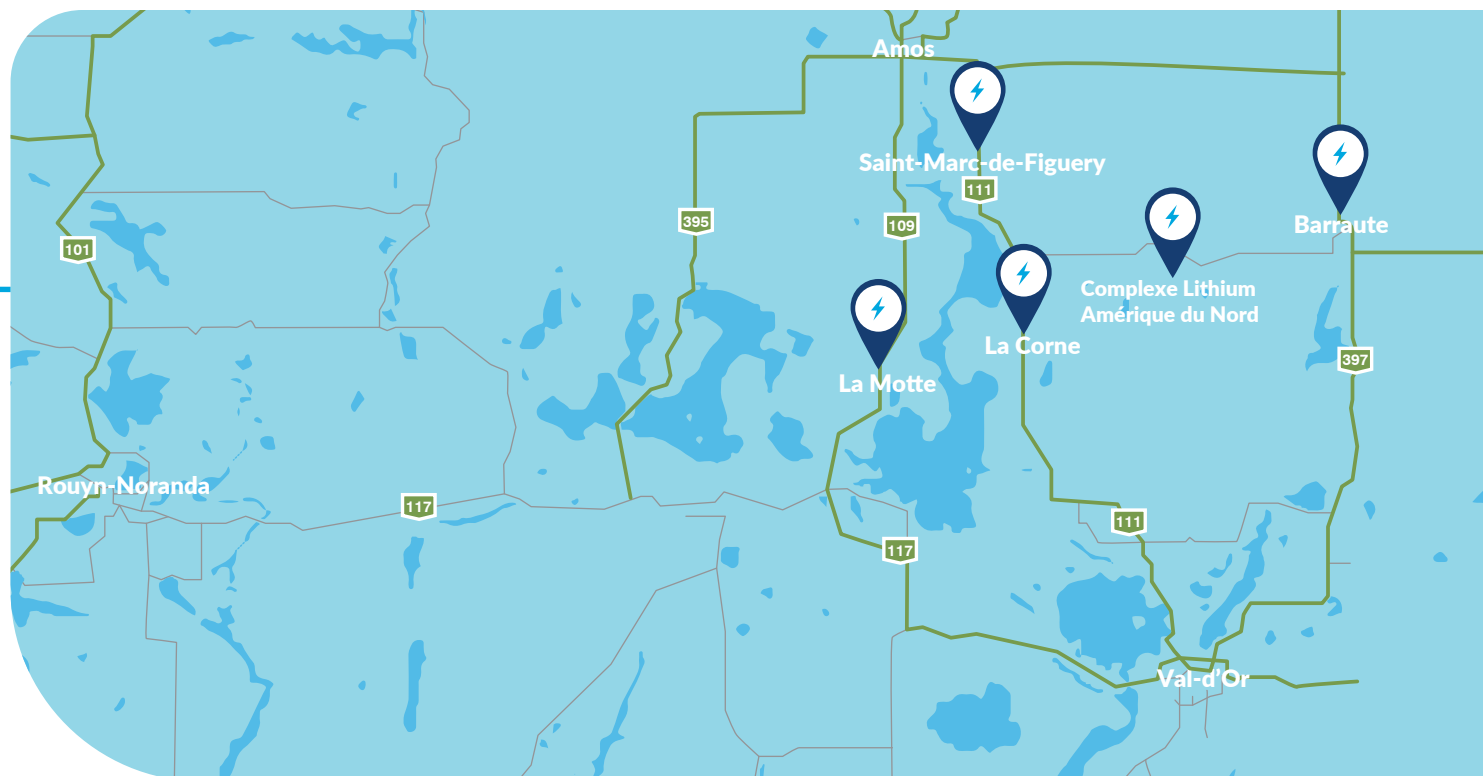 Amos
Saint-Marc-de-Figuery
111
395
109
Barraute
101
Complexe Lithium
Amérique du Nord
La Corne
397
La Motte
Rouyn-Noranda
117
111
117
Val-d'Or